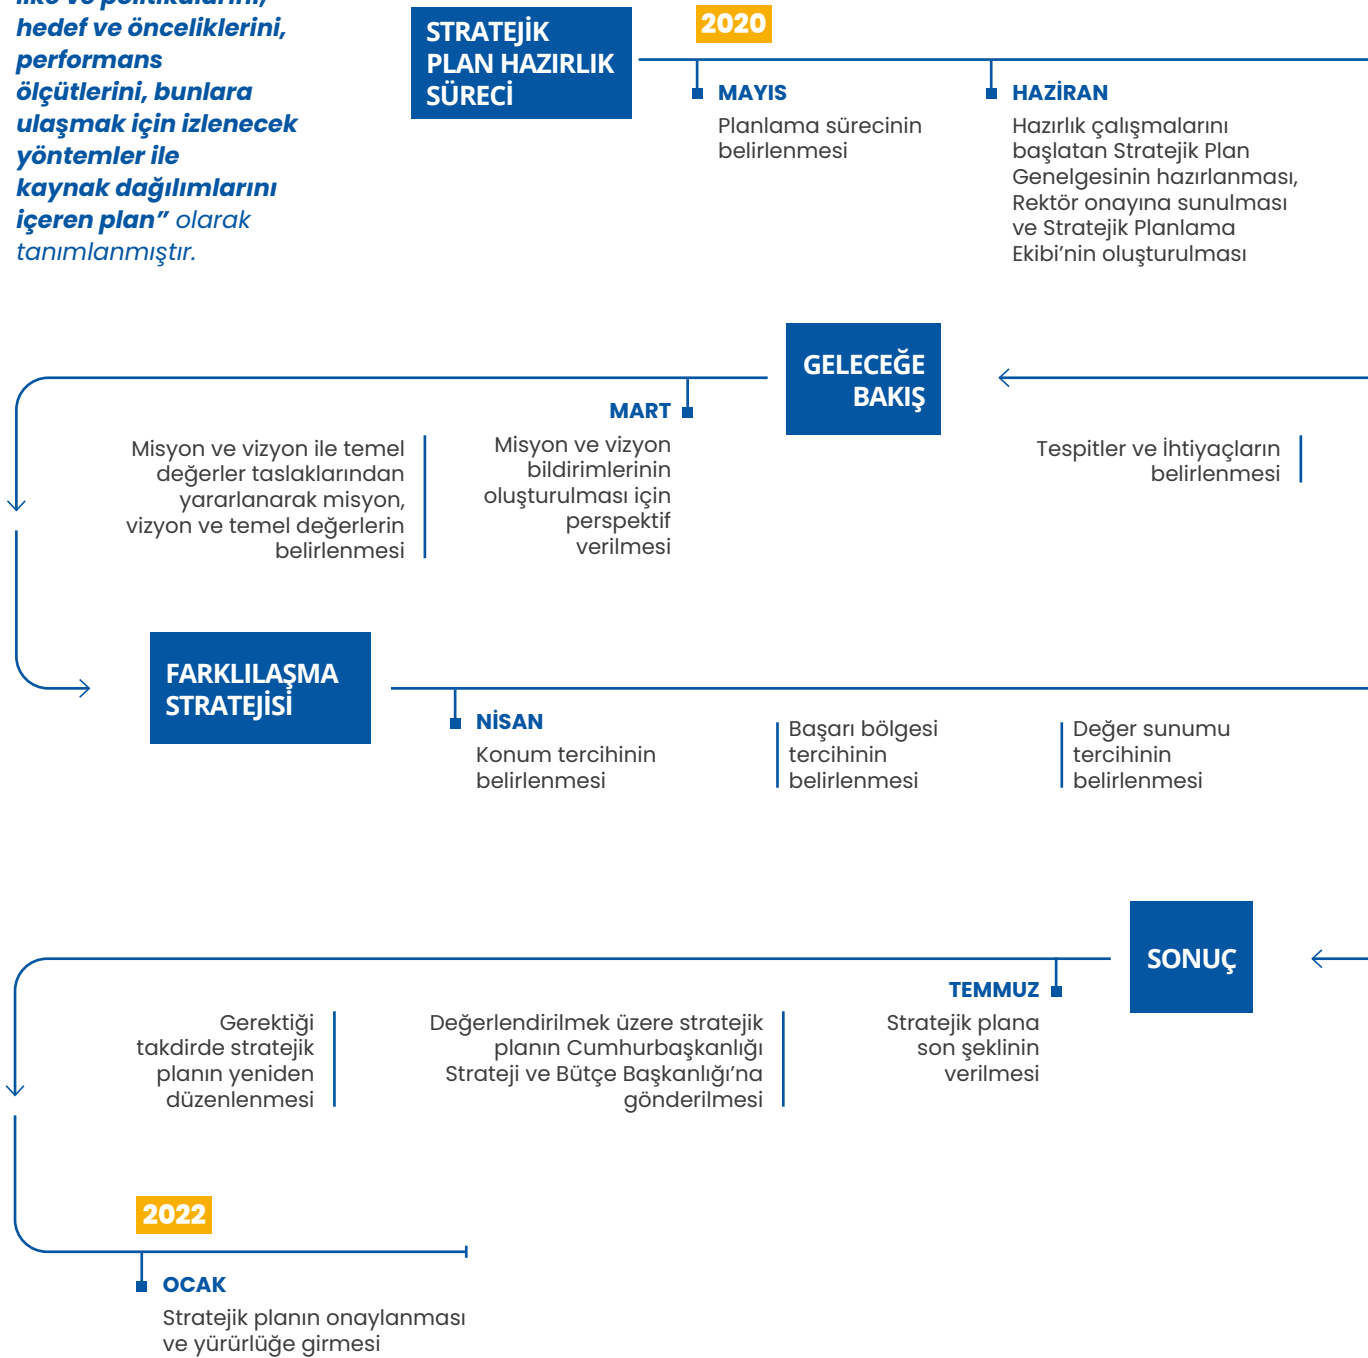 ilke ve politikalarını,
hedef ve önceliklerini,
performans
ölçütlerini, bunlara
ulaşmak için izlenecek
yöntemler ile
kaynak dağılımlarını
içeren plan” olarak
tanımlanmıştır.
STRATEJİK
PLAN HAZIRLIK
SÜRECİ
2020
MAYIS
Planlama sürecinin
belirlenmesi
HAZİRAN
Hazırlık çalışmalarını
başlatan Stratejik Plan
Genelgesinin hazırlanması,
Rektör onayına sunulması
ve Stratejik Planlama
Ekibi’nin oluşturulması
Tespitler ve İhtiyaçların
belirlenmesi
GELECEĞE
BAKIŞ
MART
Misyon ve vizyon
bildirimlerinin
oluşturulması için
perspektif
verilmesi
Misyon ve vizyon ile temel
değerler taslaklarından
yararlanarak misyon,
vizyon ve temel değerlerin
belirlenmesi
FARKLILAŞMA
STRATEJİSİ
NİSAN
Konum tercihinin
belirlenmesi
Başarı bölgesi
tercihinin
belirlenmesi
Değer sunumu
tercihinin
belirlenmesi
SONUÇ
TEMMUZ
Stratejik plana
son şeklinin
verilmesi
Değerlendirilmek üzere stratejik
planın Cumhurbaşkanlığı
Strateji ve Bütçe Başkanlığı’na
gönderilmesi
Gerektiği
takdirde stratejik
planın yeniden
düzenlenmesi
2022
OCAK
Stratejik planın onaylanması
ve yürürlüğe girmesi